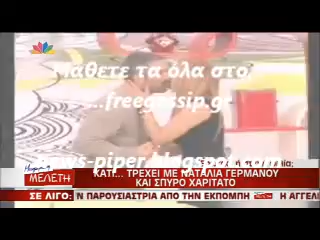 Μάθετε τα όλα στο
...freegossip.gr
news-piper.blogspot.com
ΚΑΤΙ... ΤΡΕΧΕΙ ΜΕ ΝΑΤΑΛΙΑ ΓΕΡΜΑΝΟΥ
ΚΑΙ ΣΠΥΡΟ ΧΑΡΙΤΑΤΟ
ΜΕΛΕΤΗ
ΣΕ ΛΙΓΟ: Ν ΠΑΡΟΥΣΙΑΣΤΡΙΑ ΑΠΟ ΤΗΝ ΕΚΠΟΜΠΗ